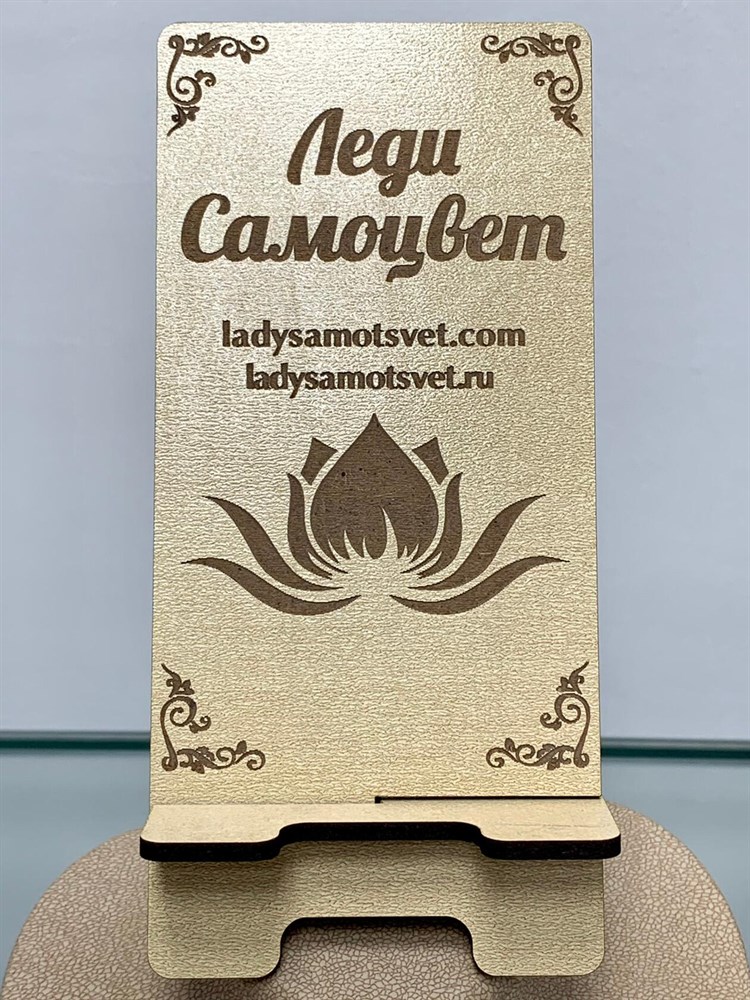 Леди
Самоцвет
ladysamotsvet.com
ladysamotsvet.ru